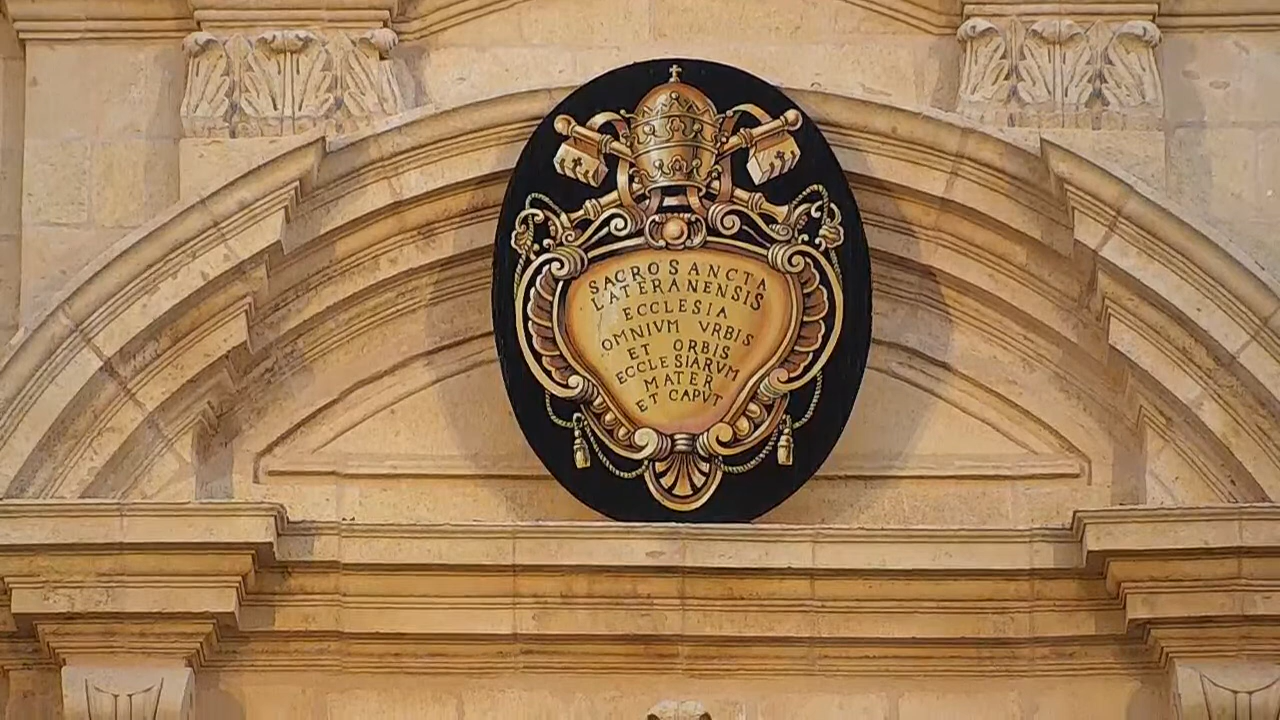 SACROSANCTA
LATERANENSIS
ECCLESIA
OMNIVM VRBIS
ET ORBIS
ECCLESIARVM
MATER
ET CAPVT